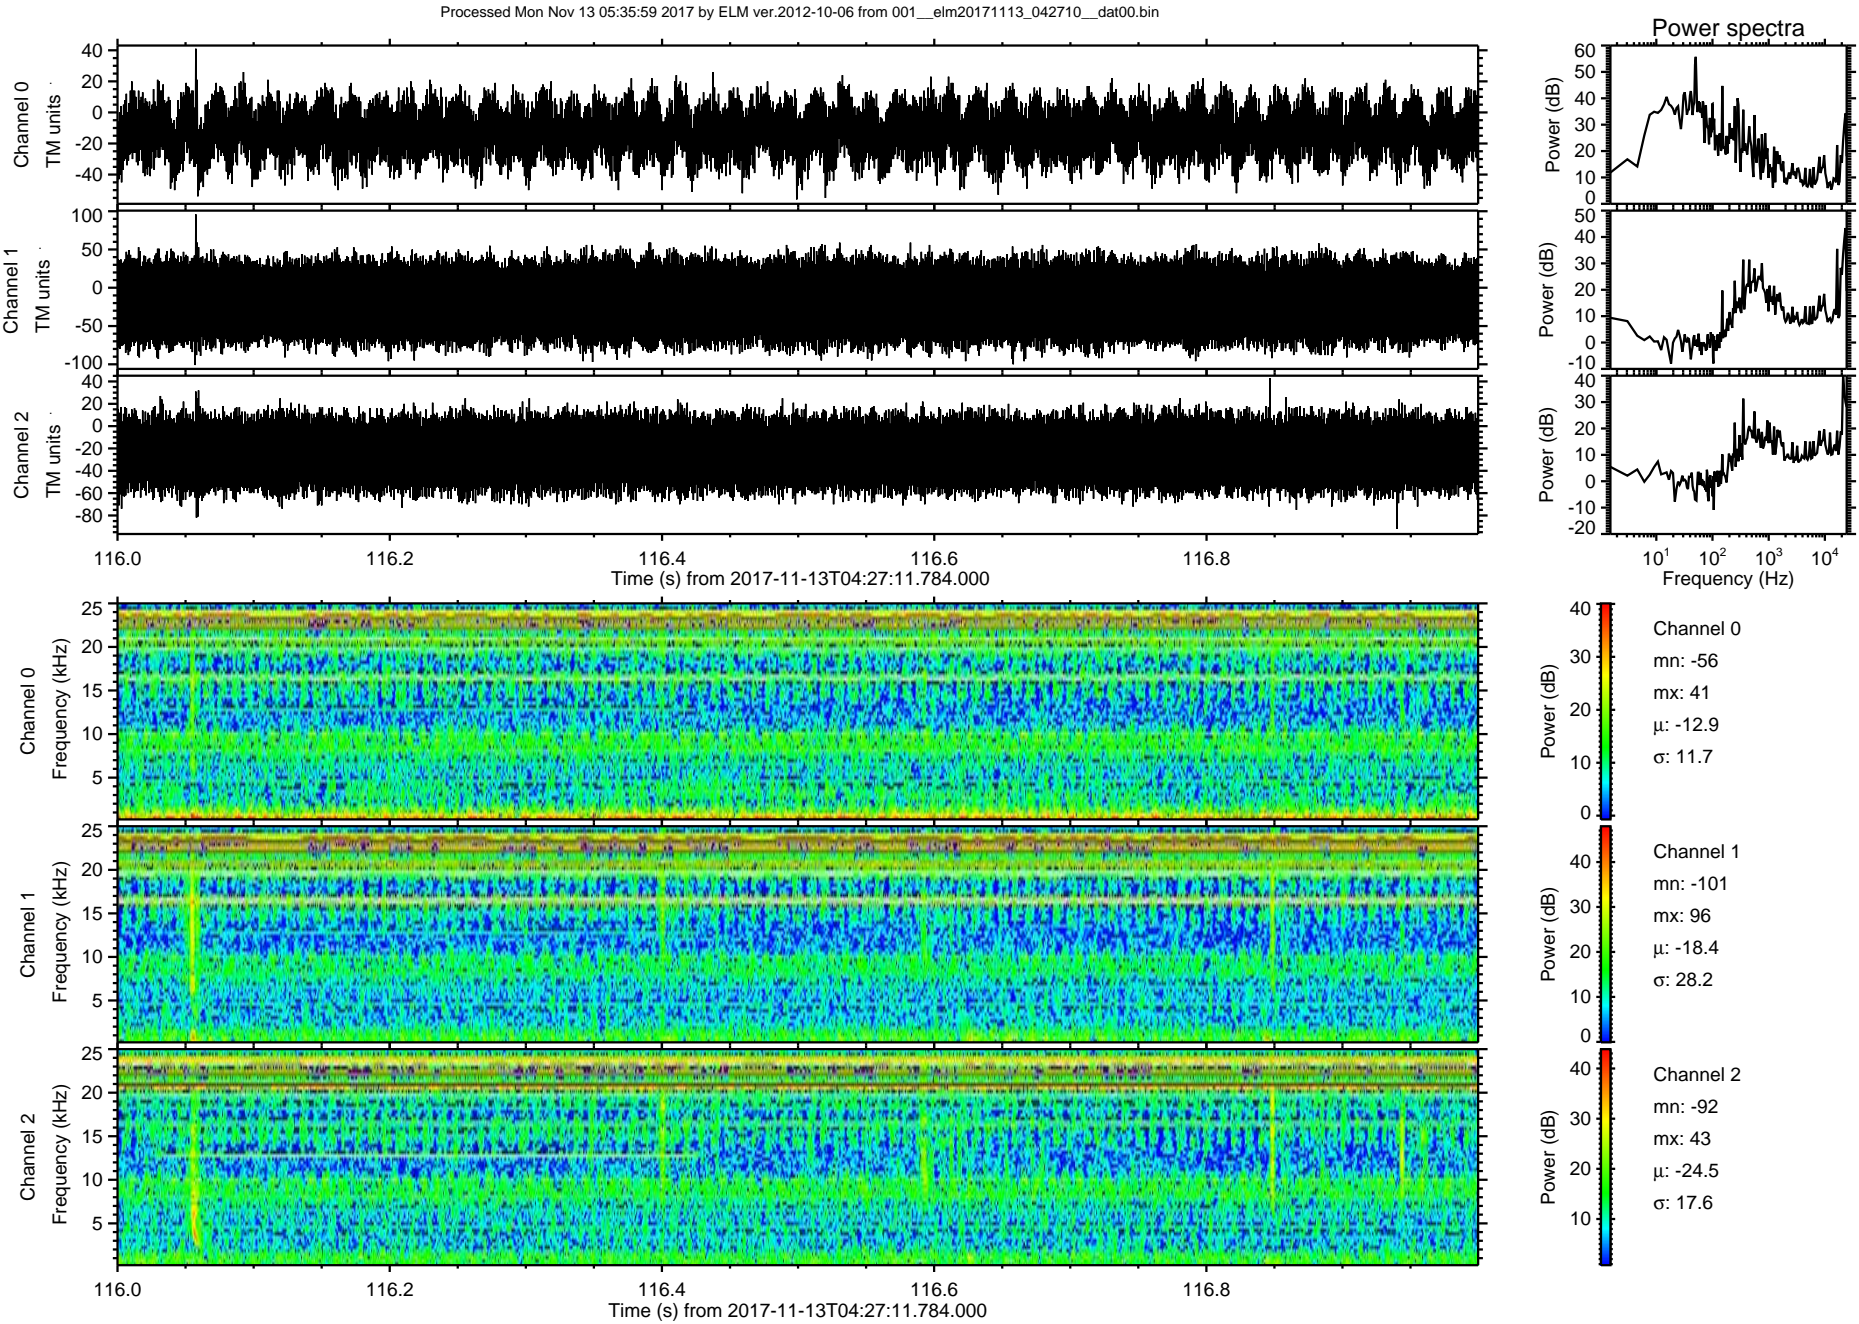 Processed Mon Nov 13 05:35:59 2017 by ELM ver.2012-10-06 from 001__elm20171113_042710__dat00.bin
Power spectra
Channel 0
TM units
40
20
0
-20
-40
Power (dB)
60
50
40
30
20
10
0
Channel 1
TM units
100
50
0
-50
-100
Power (dB)
50
40
30
20
10
0
-10
Channel 2
TM units
40
20
0
-20
-40
-60
-80
Power (dB)
40
30
20
10
0
-10
-20
116.0 116.2 116.4 116.6 116.8
Time (s) from 2017-11-13T04:27:11.784.000
10^1 10^2 10^3 10^4
Frequency (Hz)
Channel 0
Frequency (kHz)
25
20
15
10
5
Power (dB)
40
30
20
10
0
Channel 0
mn: -56
mx: 41
μ: -12.9
σ: 11.7
Channel 1
Frequency (kHz)
25
20
15
10
5
Power (dB)
40
30
20
10
0
Channel 1
mn: -101
mx: 96
μ: -18.4
σ: 28.2
Channel 2
Frequency (kHz)
25
20
15
10
5
Power (dB)
40
30
20
10
Channel 2
mn: -92
mx: 43
μ: -24.5
σ: 17.6
116.0 116.2 116.4 116.6 116.8
Time (s) from 2017-11-13T04:27:11.784.000